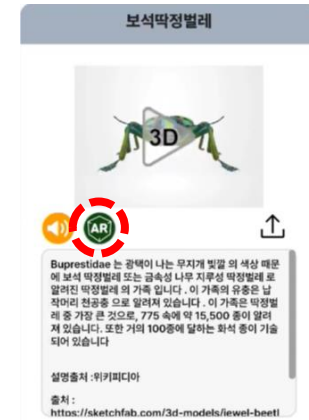 보석딱정벌레
3D
AR
Buprestidae 는 광택이 나는 무지개 빛깔 의 색상 때문
에 보석 딱정벌레 또는 금속성 나무 지루성 딱정벌레 로
알려진 딱정벌레 의 가족 입니다 . 이 가족의 유충은 납
작머리 천공충 으로 알려져 있습니다 . 이 가족은 딱정벌
레 중 가장 큰 것으로, 775 속에 약 15,500 종이 알려
져 있습니다. 또한 거의 100종에 달하는 화석 종이 기술
되어 있습니다
설명출처 :위키피디아
출처 :
https://sketchfab.com/3d-models/jewel-beetl